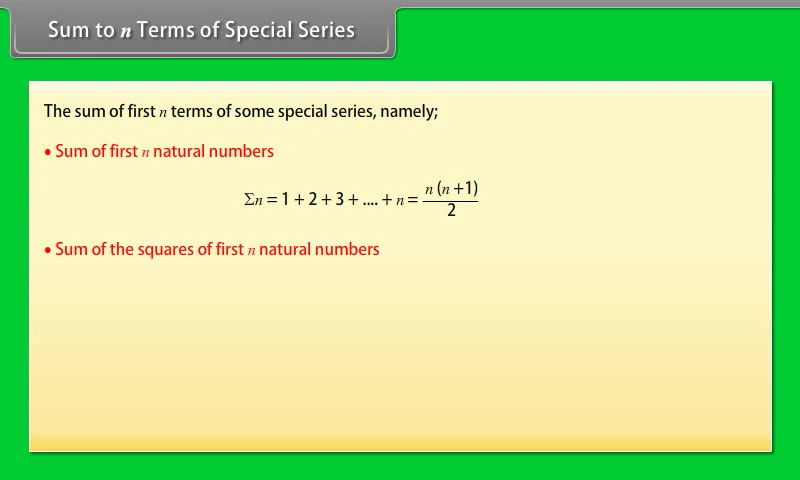 Sum to n Terms of Special Series
The sum of first n terms of some special series, namely;
• Sum of first n natural numbers
Σn = 1 + 2 + 3 + .... + n = n (n +1) / 2
• Sum of the squares of first n natural numbers